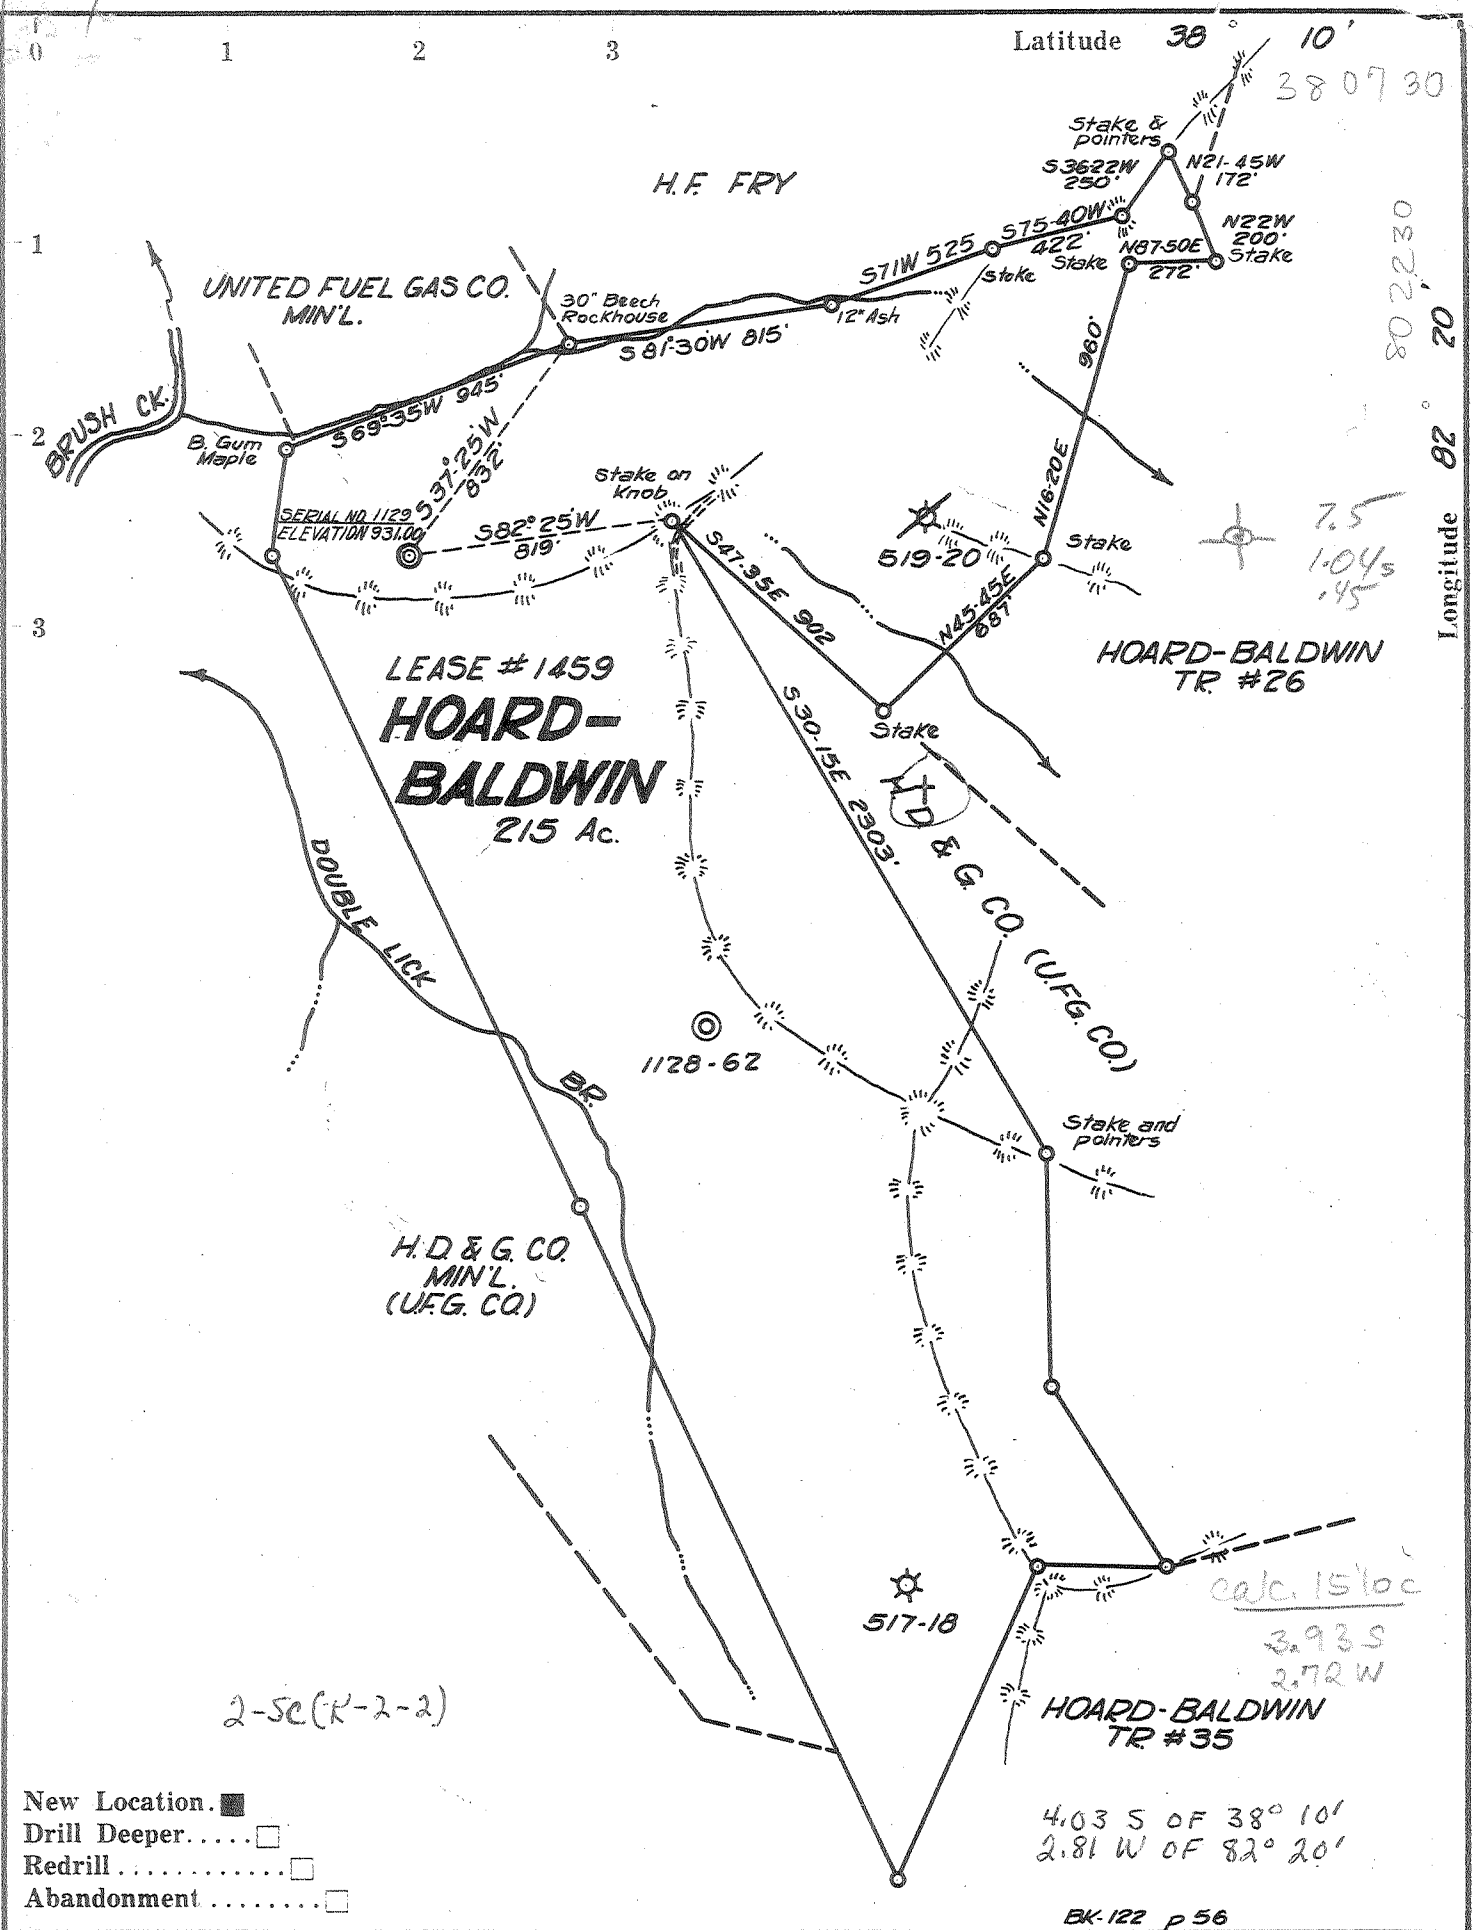 0 1 2 3
Latitude 38° 10'
380730
Stake &
pointers
S3622W
250'
N21-45W
172'
H.F. FRY
S75-40W
422'
N22W
200'
Stake
S71W 525
Stake
Stake
N87-50E
272'
802230
1
UNITED FUEL GAS CO.
MIN'L.
30" Beech
Rockhouse
12" Ash
S81°-30W 815'
960'
N16-20E
Longitude 82° 20'
BRUSH CK.
2
B. Gum
Maple
S69°-35W 945'
S37°-25'W
832'
Stake on
Knob
SERIAL NO. 1129
ELEVATION 931.00
S82°25'W
819'
519-20
Stake
7.5
1.04s
.45
S47-35E 902
N45-45E
687'
3
HOARD-BALDWIN
TR. #26
LEASE #1459
HOARD-
BALDWIN
215 Ac.
S30-15E 2303'
Stake
H.D. & G. CO. (U.F.G. CO.)
DOUBLE LICK BR.
1128-62
Stake and
pointers
H.D. & G. CO.
MIN'L.
(U.F.G. CO.)
517-18
calc. 15' loc
3.93 S
2.72 W
2-SC(K-2-2)
HOARD-BALDWIN
TR. #35
New Location.
Drill Deeper.....
Redrill............
Abandonment........
4.03 S OF 38° 10'
2.81 W OF 82° 20'
BK-122 p 56